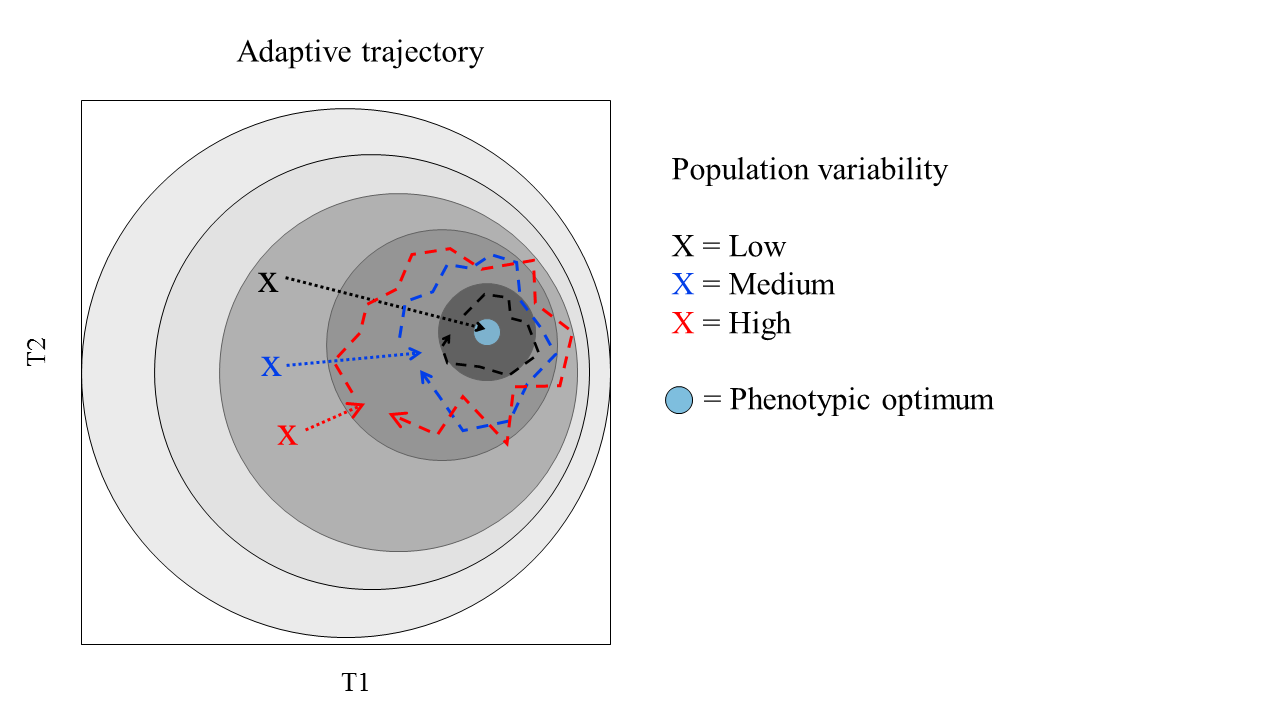 Adaptive trajectory
X
X
X
T2
T1
Population variability
X = Low
X = Medium
X = High
= Phenotypic optimum